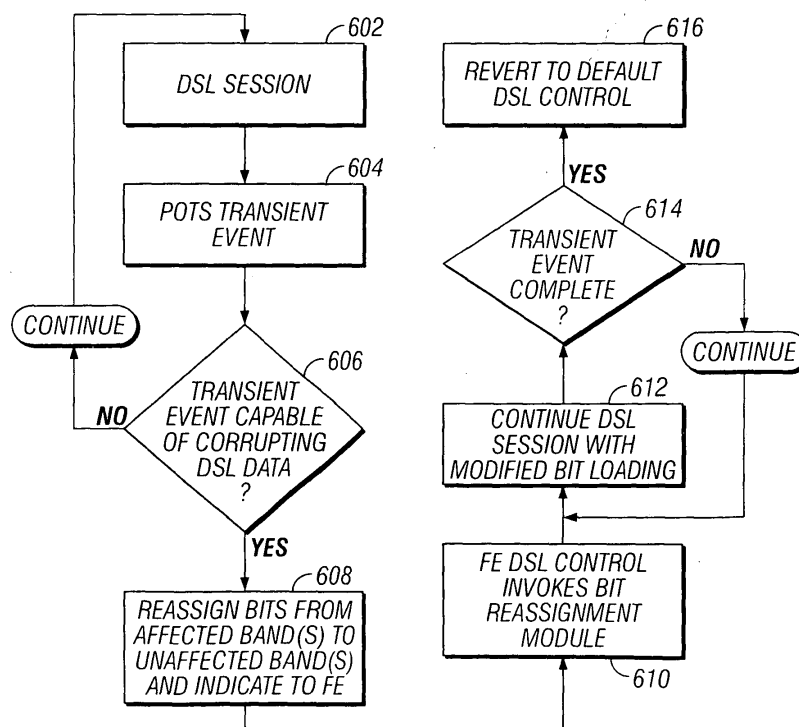 602
DSL SESSION
604
POTS TRANSIENT
EVENT
CONTINUE
606
TRANSIENT
EVENT CAPABLE
OF CORRUPTING
DSL DATA
?
NO
YES
608
REASSIGN BITS FROM
AFFECTED BAND(S) TO
UNAFFECTED BAND(S)
AND INDICATE TO FE
616
REVERT TO DEFAULT
DSL CONTROL
YES
614
TRANSIENT
EVENT
COMPLETE
?
NO
CONTINUE
612
CONTINUE DSL
SESSION WITH
MODIFIED BIT LOADING
FE DSL CONTROL
INVOKES BIT
REASSIGNMENT
MODULE
610